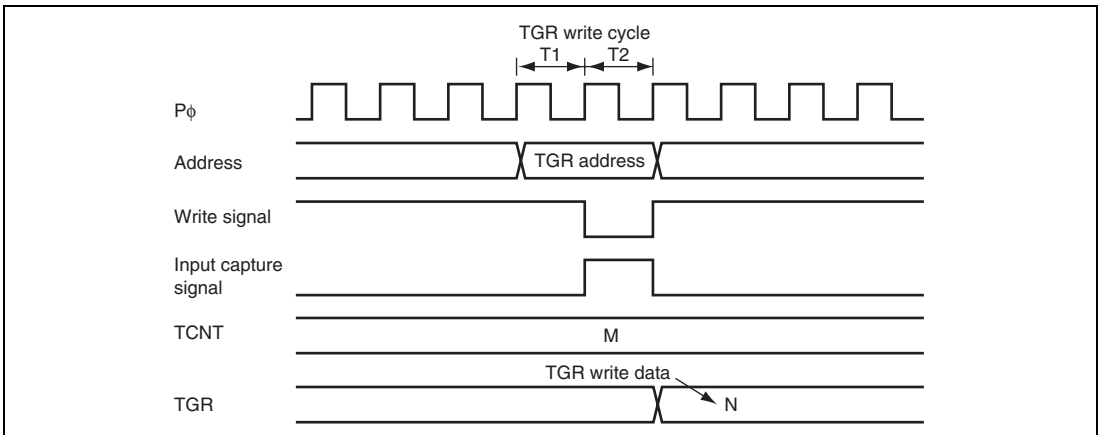 TGR write cycle
T1 T2
Pϕ
Address
TGR address
Write signal
Input capture
signal
TCNT
M
TGR write data
TGR
N